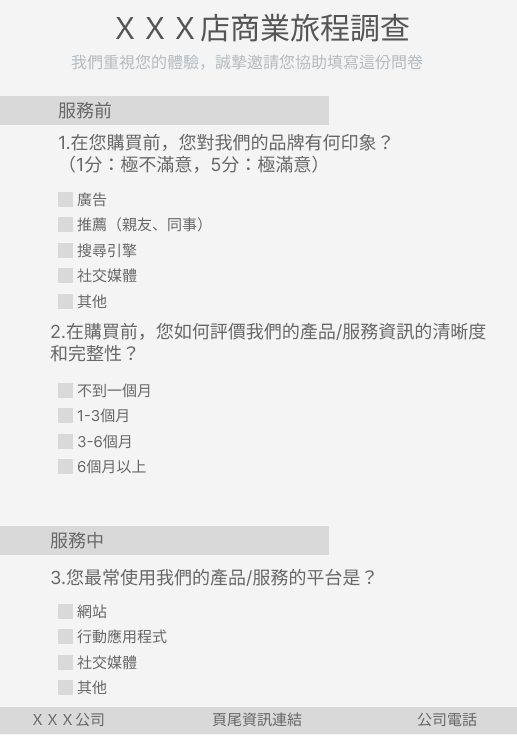 ＸＸＸ店商業旅程調查
我們重視您的體驗，誠摯邀請您協助填寫這份問卷
服務前
1.在您購買前，您對我們的品牌有何印象？
（1分：極不滿意，5分：極滿意）
廣告
推薦（親友、同事）
搜尋引擎
社交媒體
其他
2.在購買前，您如何評價我們的產品/服務資訊的清晰度
和完整性？
不到一個月
1-3個月
3-6個月
6個月以上
服務中
3.您最常使用我們的產品/服務的平台是？
網站
行動應用程式
社交媒體
其他
ＸＸＸ公司 頁尾資訊連結 公司電話